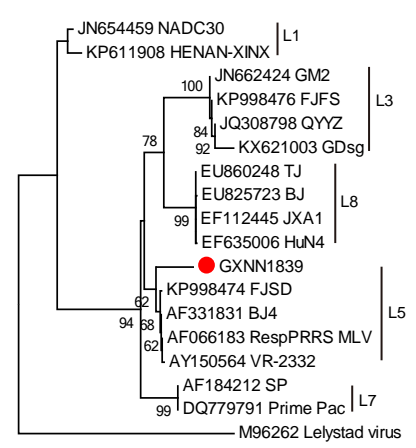 JN654459 NADC30
KP611908 HENAN-XINX
L1
JN662424 GM2
100
KP998476 FJFS
L3
JQ308798 QYYZ
84
KX621003 GDsg
92
78
EU860248 TJ
EU825723 BJ
L8
EF112445 JXA1
99
EF635006 HuN4
GXNN1839
KP998474 FJSD
62
L5
AF331831 BJ4
94
68
AF066183 RespPRRS MLV
62
AY150564 VR-2332
AF184212 SP
L7
99
DQ779791 Prime Pac
M96262 Lelystad virus